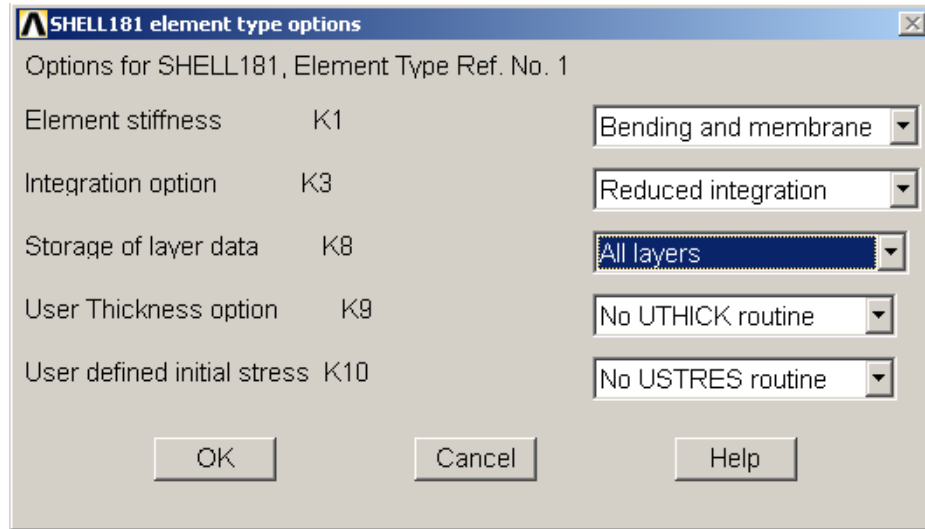 SHELL181 element type options
Options for SHELL181, Element Type Ref. No. 1
Element stiffness K1 Bending and membrane
Integration option K3 Reduced integration
Storage of layer data K8 All layers
User Thickness option K9 No UTHICK routine
User defined initial stress K10 No USTRES routine
OK Cancel Help